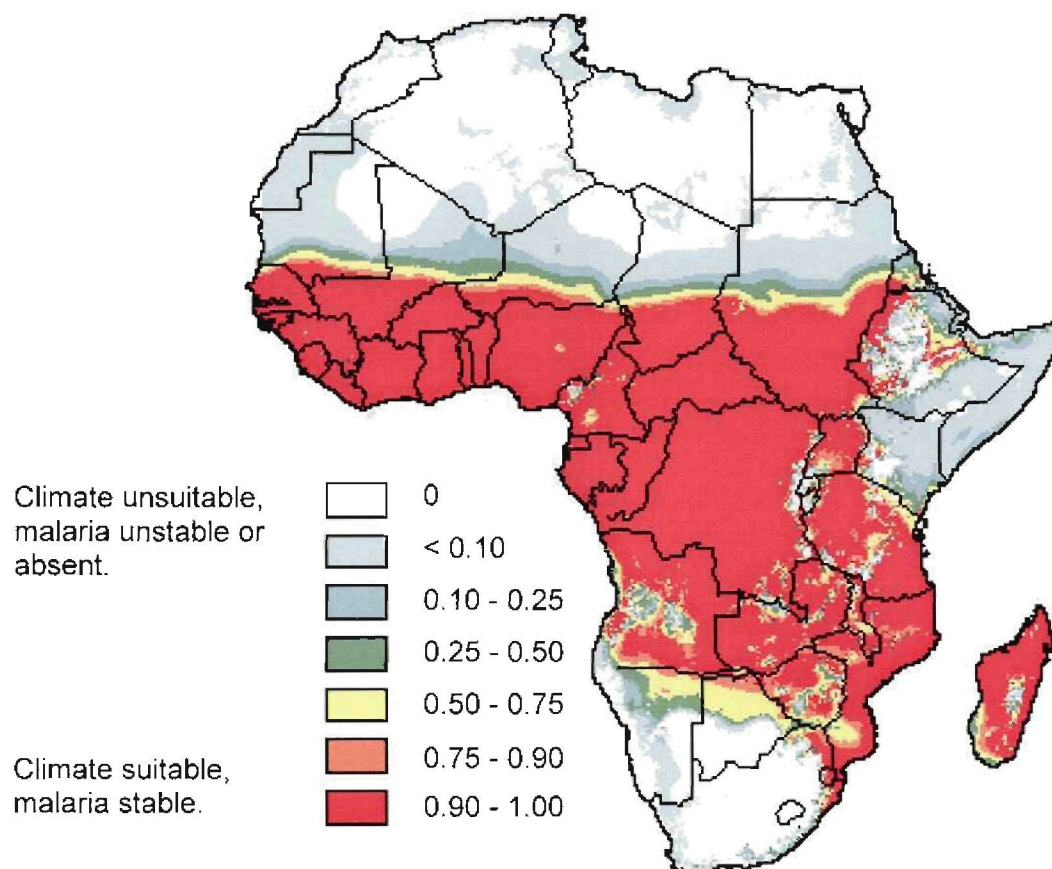 Climate unsuitable,
malaria unstable or
absent.
0
< 0.10
0.10 - 0.25
0.25 - 0.50
0.50 - 0.75
Climate suitable,
malaria stable.
0.75 - 0.90
0.90 - 1.00